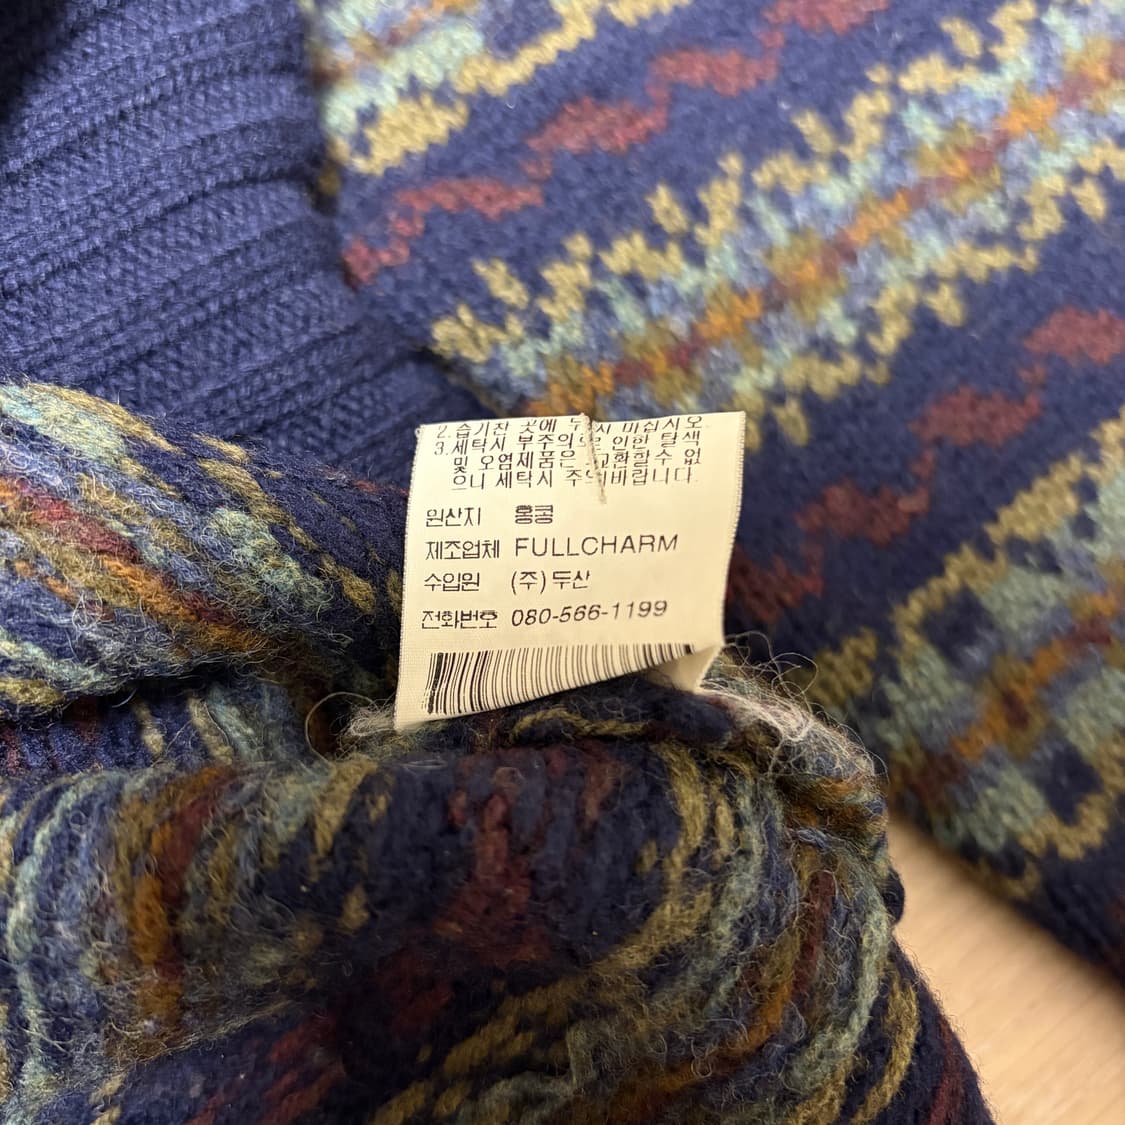 2.습기찬 곳에 두지 마십시오
3.세탁시 부주의로 인한 탈색
및 오염제품은 교환할수 없
으니 세탁시 주의바랍니다.
원산지 홍콩
제조업체 FULLCHARM
수입원 (주)두산
전화번호 080-566-1199